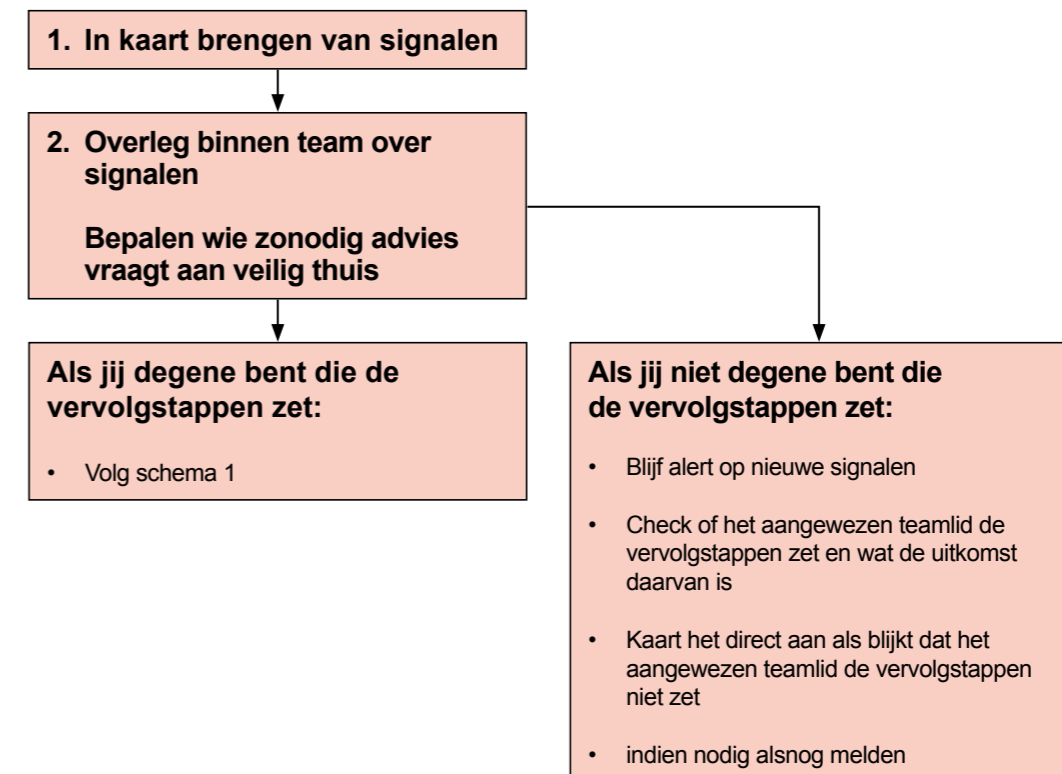 1. In kaart brengen van signalen
2. Overleg binnen team over
signalen
Bepalen wie zonodig advies
vraagt aan veilig thuis
Als jij degene bent die de
vervolgstappen zet:
• Volg schema 1
Als jij niet degene bent die
de vervolgstappen zet:
• Blijf alert op nieuwe signalen
• Check of het aangewezen teamlid de
vervolgstappen zet en wat de uitkomst
daarvan is
• Kaart het direct aan als blijkt dat het
aangewezen teamlid de vervolgstappen
niet zet
• indien nodig alsnog melden